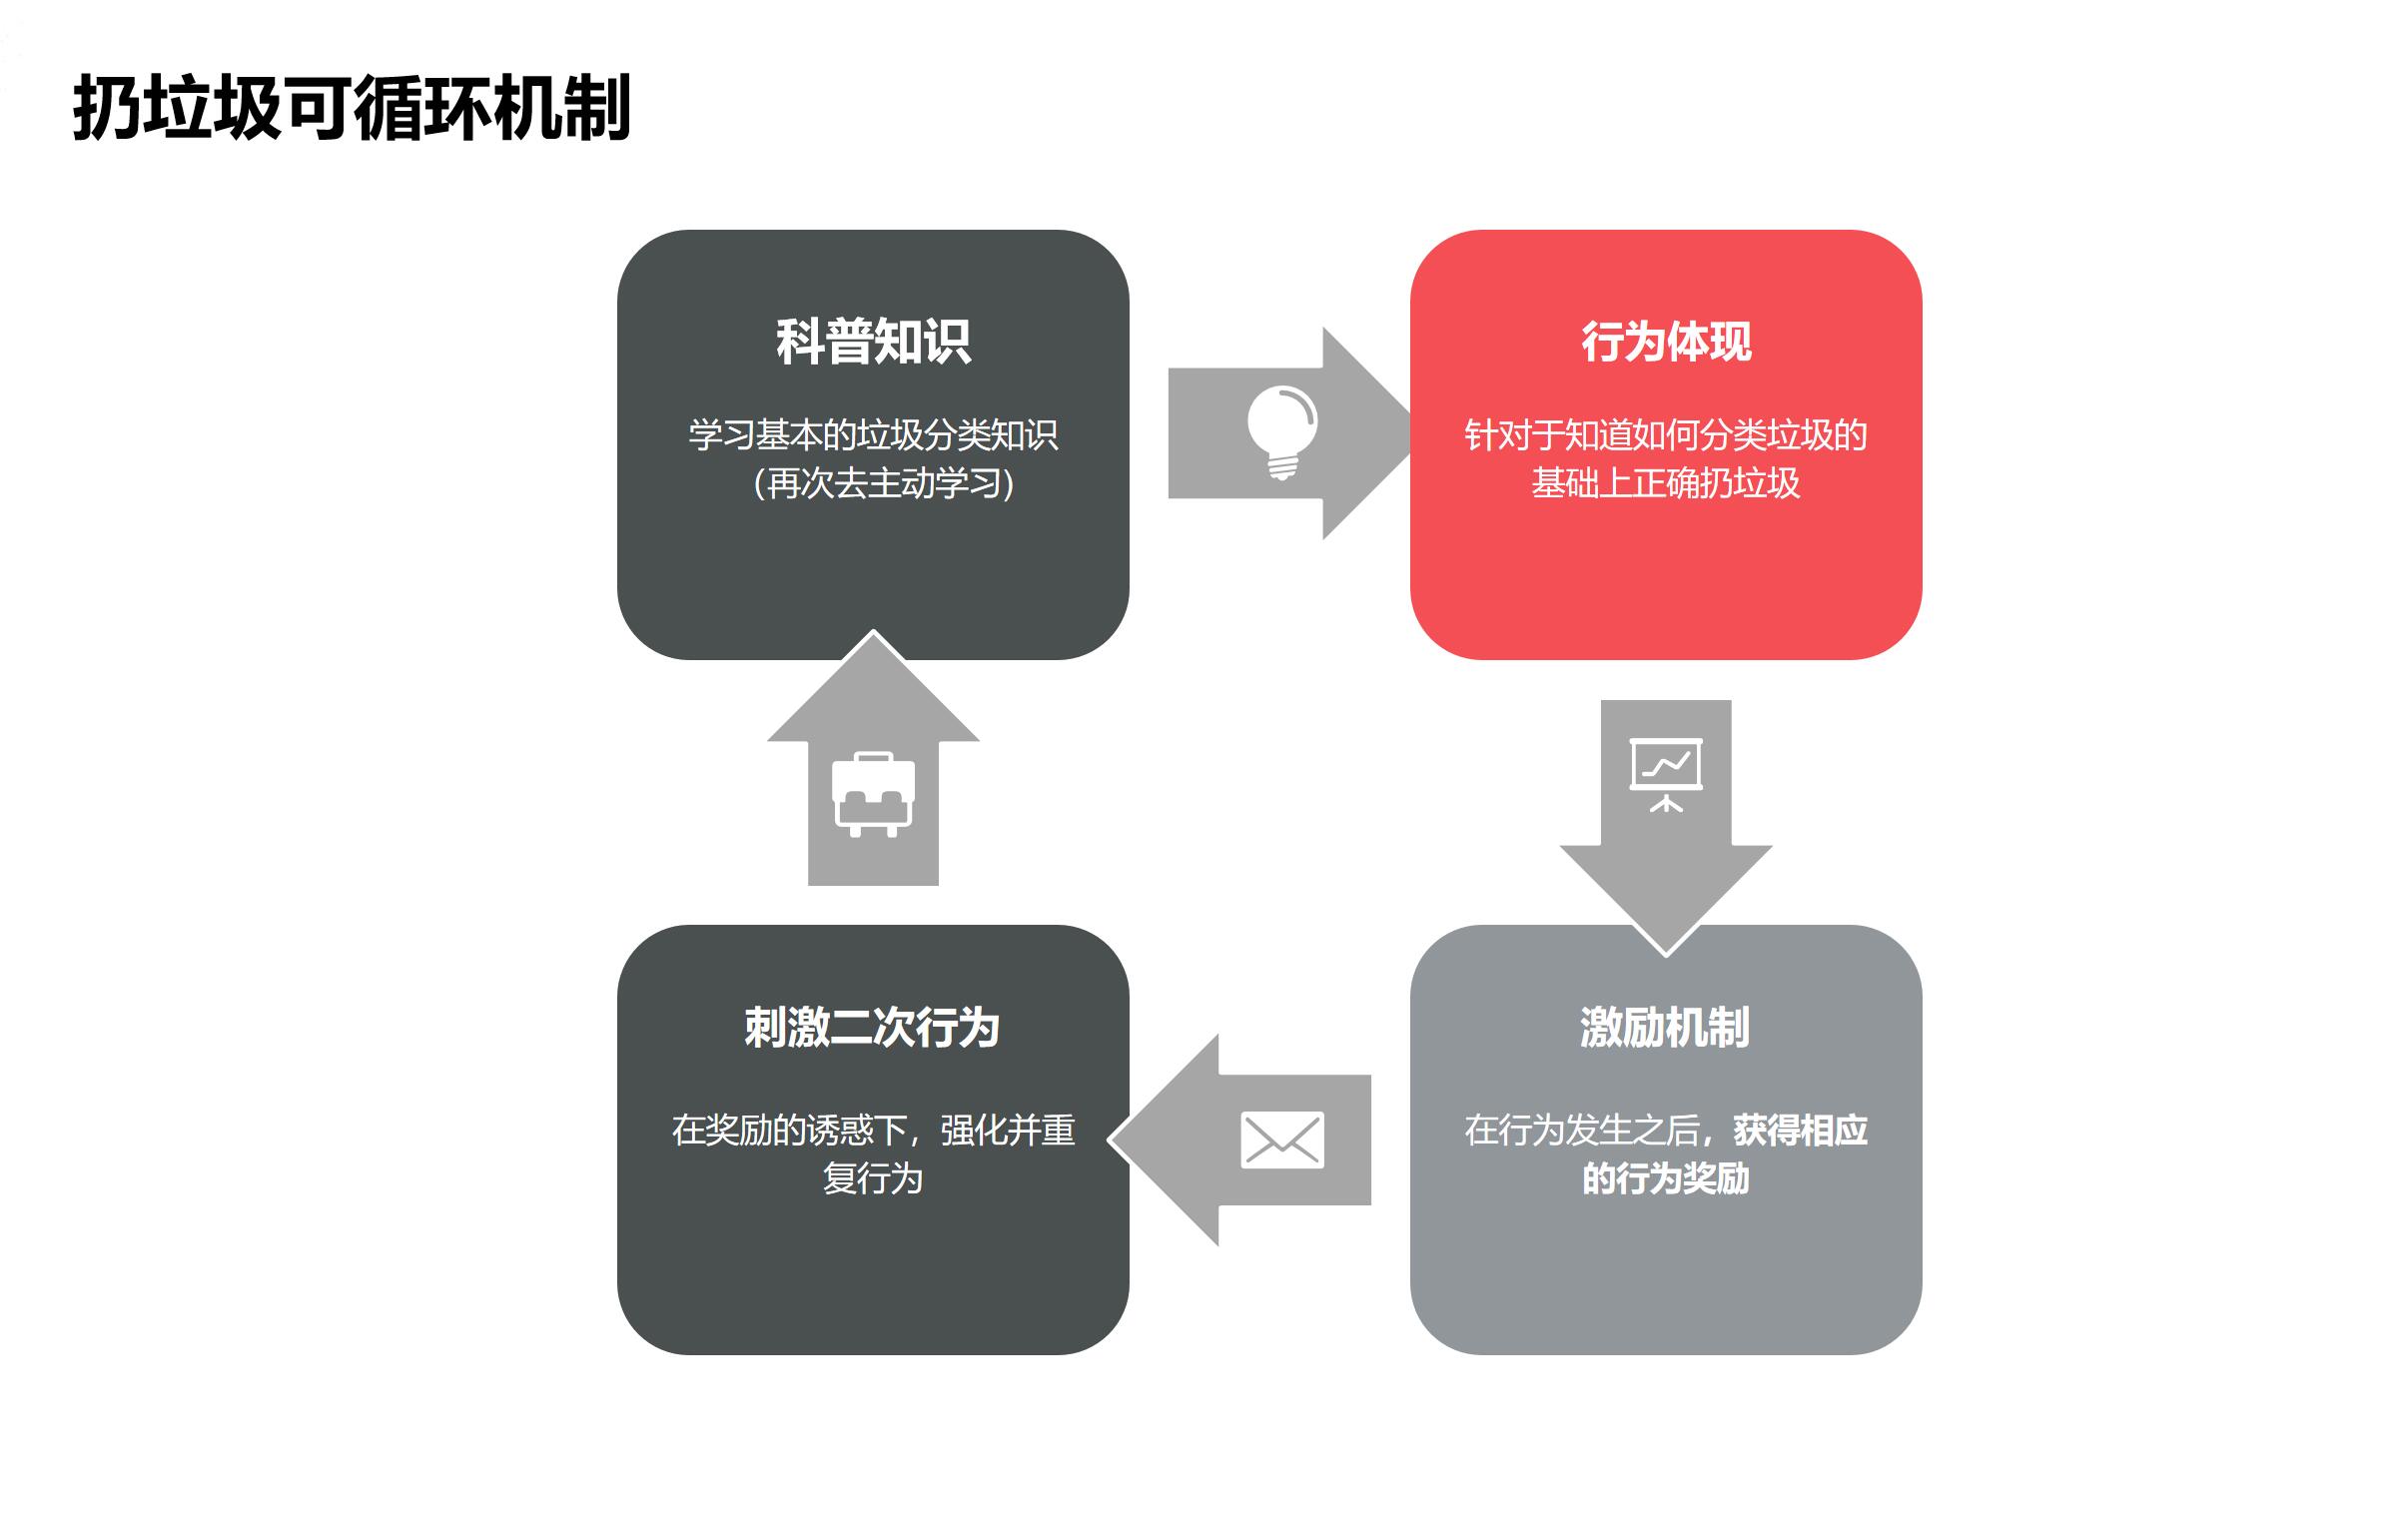 扔垃圾可循环机制
科普知识
学习基本的垃圾分类知识
（再次去主动学习）
行为体现
针对于知道如何分类垃圾的
基础上正确扔垃圾
刺激二次行为
在奖励的诱惑下，强化并重
复行为
激励机制
在行为发生之后，获得相应
的行为奖励